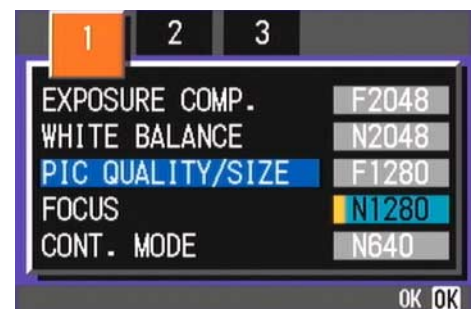 1 2 3
EXPOSURE COMP. F2048
WHITE BALANCE N2048
PIC QUALITY/SIZE F1280
FOCUS N1280
CONT. MODE N640
OK OK